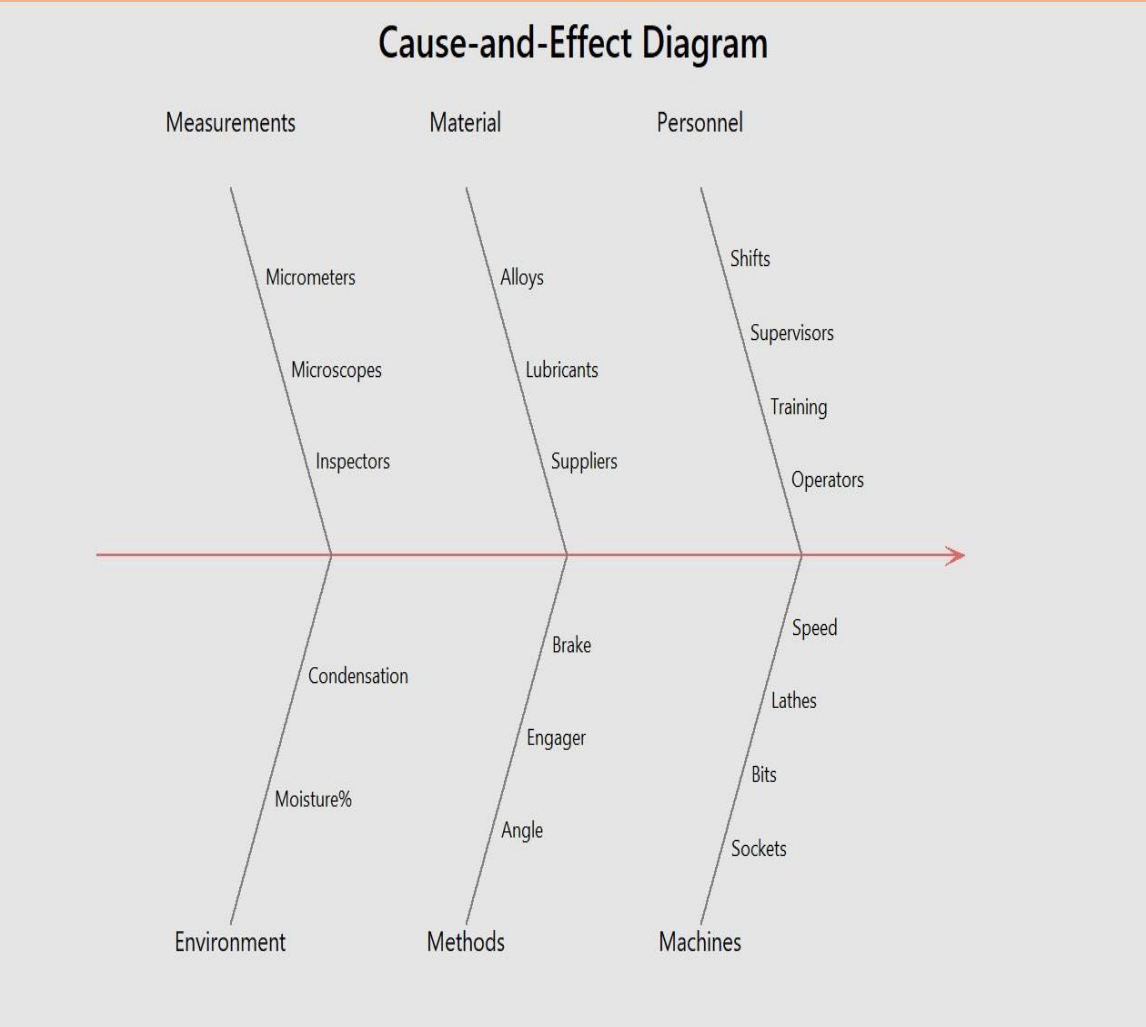 Cause-and-Effect Diagram
Measurements
Material
Personnel
Micrometers
Microscopes
Inspectors
Alloys
Lubricants
Suppliers
Shifts
Supervisors
Training
Operators
Condensation
Moisture%
Brake
Engager
Angle
Speed
Lathes
Bits
Sockets
Environment
Methods
Machines